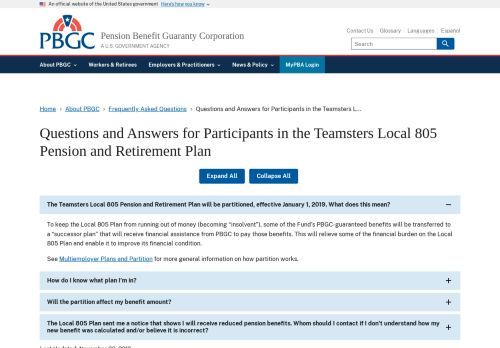 An official website of the United States government Here's how you know
Contact Us Glossary Languages Español
PBGC
Pension Benefit Guaranty Corporation
A U.S. GOVERNMENT AGENCY
Search
About PBGC Workers & Retirees Employers & Practitioners News & Policy MyPBA Login
Home › About PBGC › Frequently Asked Questions › Questions and Answers for Participants in the Teamsters L...
Questions and Answers for Participants in the Teamsters Local 805
Pension and Retirement Plan
Expand All Collapse All
The Teamsters Local 805 Pension and Retirement Plan will be partitioned, effective January 1, 2019. What does this mean?
To keep the Local 805 Plan from running out of money (becoming "insolvent"), some of the Fund's PBGC-guaranteed benefits will be transferred to
a "successor plan" that will receive financial assistance from PBGC to pay those benefits. This will relieve some of the financial burden on the Local
805 Plan and enable it to improve its financial condition.
See Multiemployer Plans and Partition for more general information on how partition works.
How do I know what plan I'm in?
Will the partition affect my benefit amount?
The Local 805 Plan sent me a notice that shows I will receive reduced pension benefits. Whom should I contact if I don't understand how my
new benefit was calculated and/or believe it is incorrect?